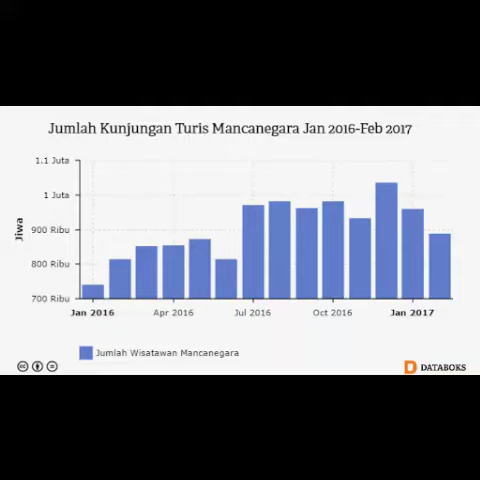 Jumlah Kunjungan Turis Mancanegara Jan 2016-Feb 2017
1.1 Juta
1 Juta
900 Ribu
800 Ribu
700 Ribu
Jiwa
Jan 2016 Apr 2016 Jul 2016 Oct 2016 Jan 2017
Jumlah Wisatawan Mancanegara
DATABOKS